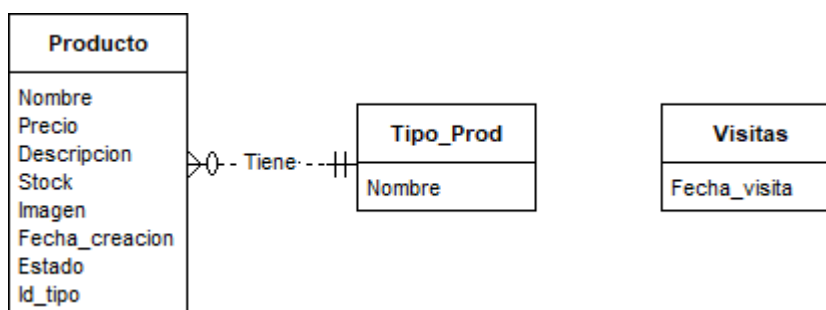 Producto
Nombre
Precio
Descripcion
Stock
Imagen
Fecha_creacion
Estado
Id_tipo
Tiene
Tipo_Prod
Nombre
Visitas
Fecha_visita